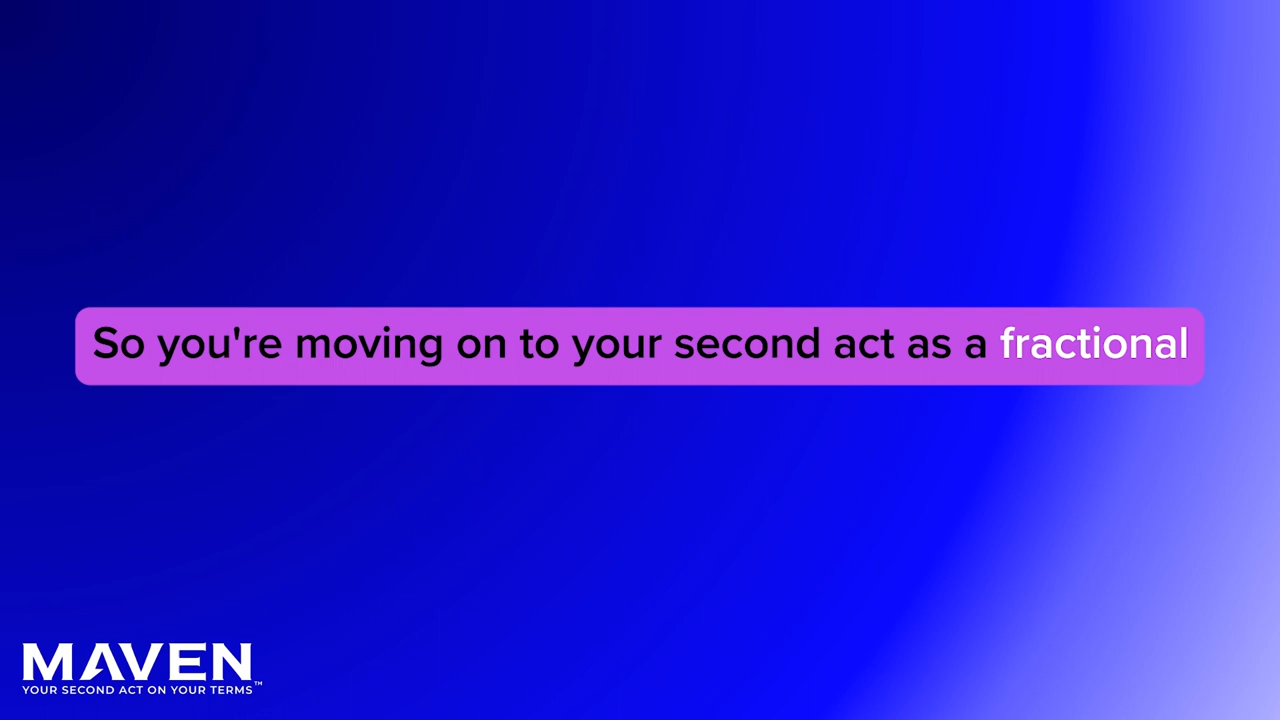 So you're moving on to your second act as a fractional
MAVEN
YOUR SECOND ACT ON YOUR TERMS™